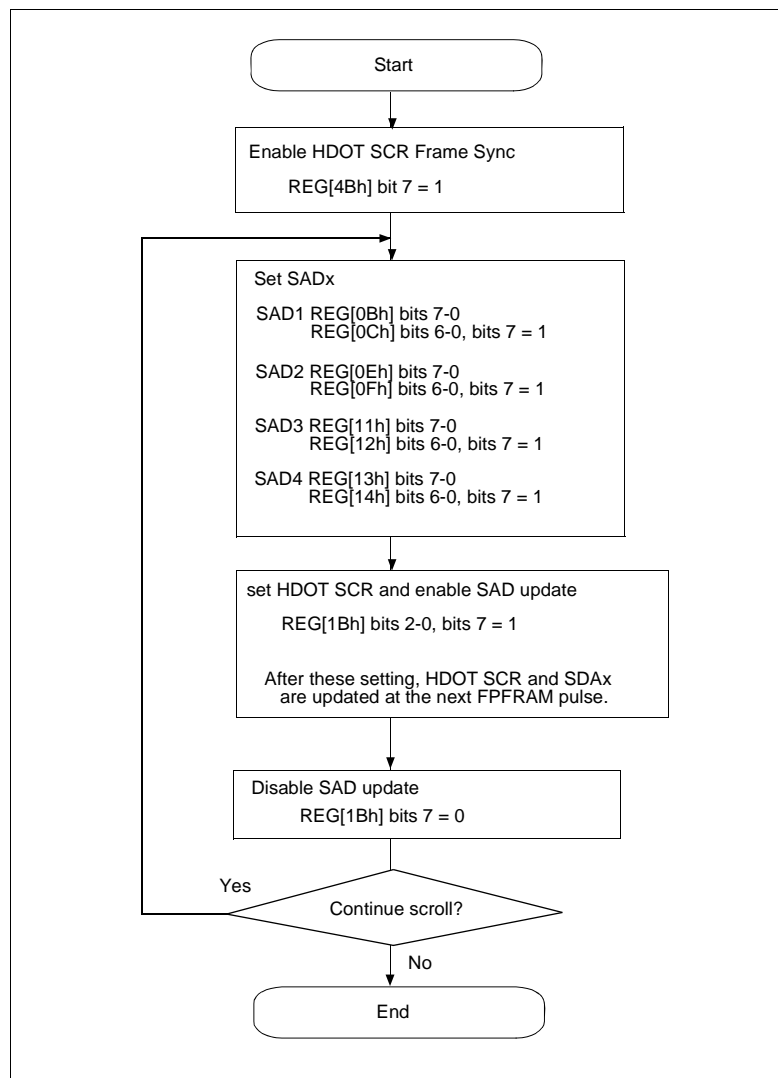 Start
Enable HDOT SCR Frame Sync
REG[4Bh] bit 7 = 1
Set SADx
SAD1 REG[0Bh] bits 7-0
REG[0Ch] bits 6-0, bits 7 = 1
SAD2 REG[0Eh] bits 7-0
REG[0Fh] bits 6-0, bits 7 = 1
SAD3 REG[11h] bits 7-0
REG[12h] bits 6-0, bits 7 = 1
SAD4 REG[13h] bits 7-0
REG[14h] bits 6-0, bits 7 = 1
set HDOT SCR and enable SAD update
REG[1Bh] bits 2-0, bits 7 = 1
After these setting, HDOT SCR and SDAx
are updated at the next FPFRAM pulse.
Disable SAD update
REG[1Bh] bits 7 = 0
Yes
Continue scroll?
No
End